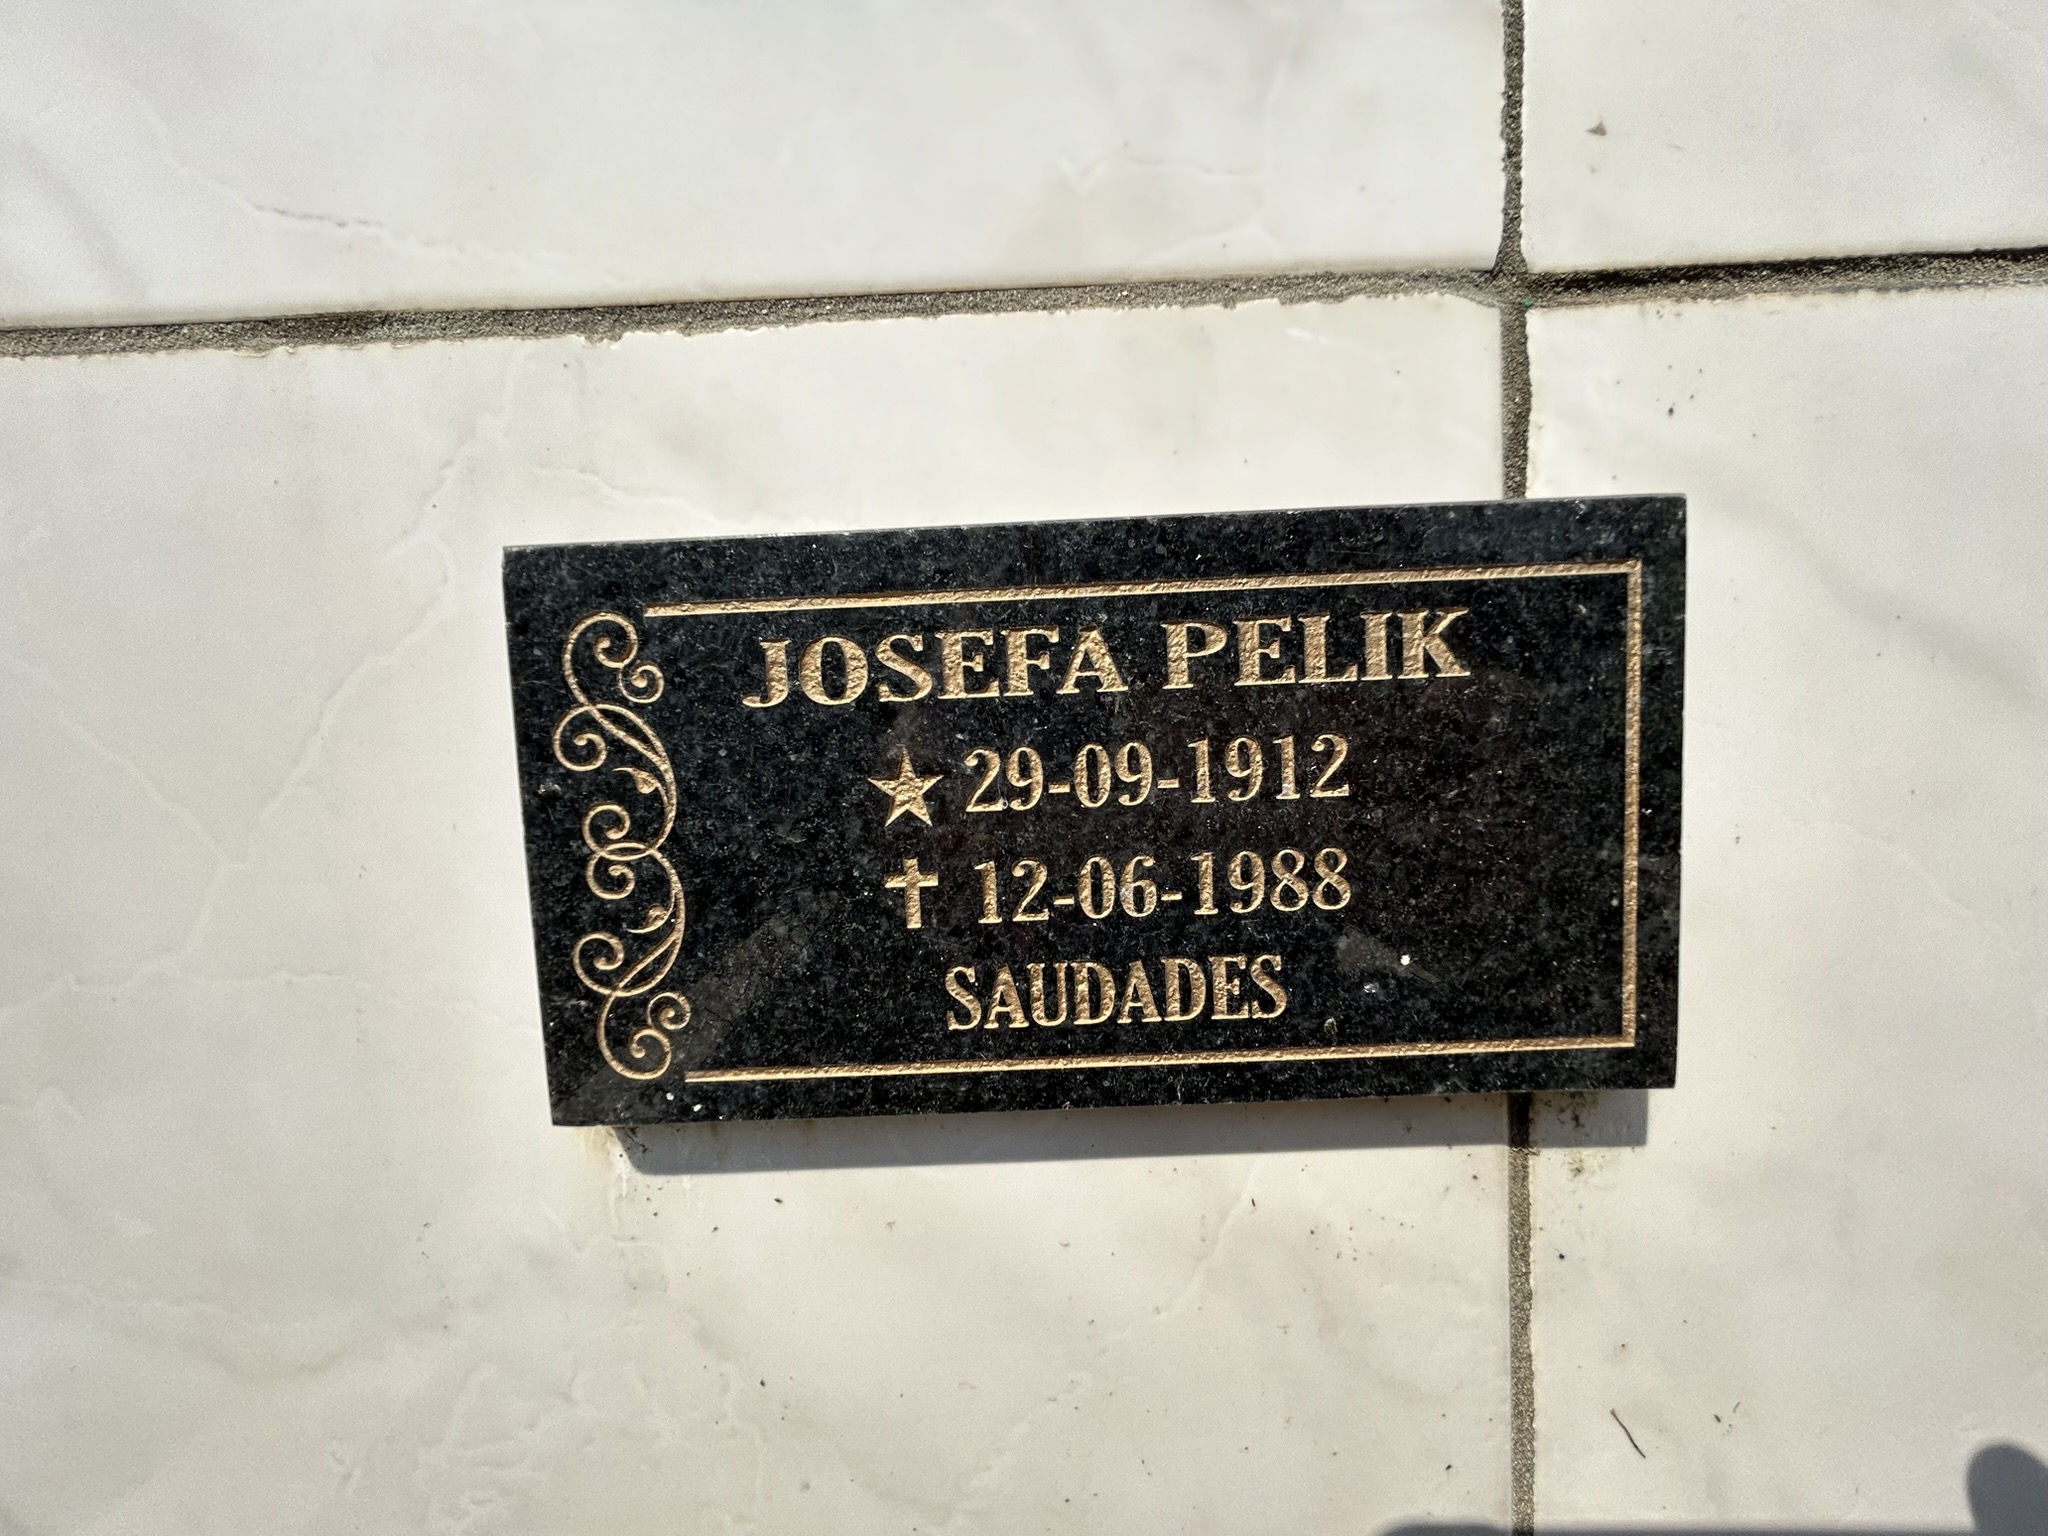 JOSEFA PELIK
★ 29-09-1912
✝ 12-06-1988
SAUDADES